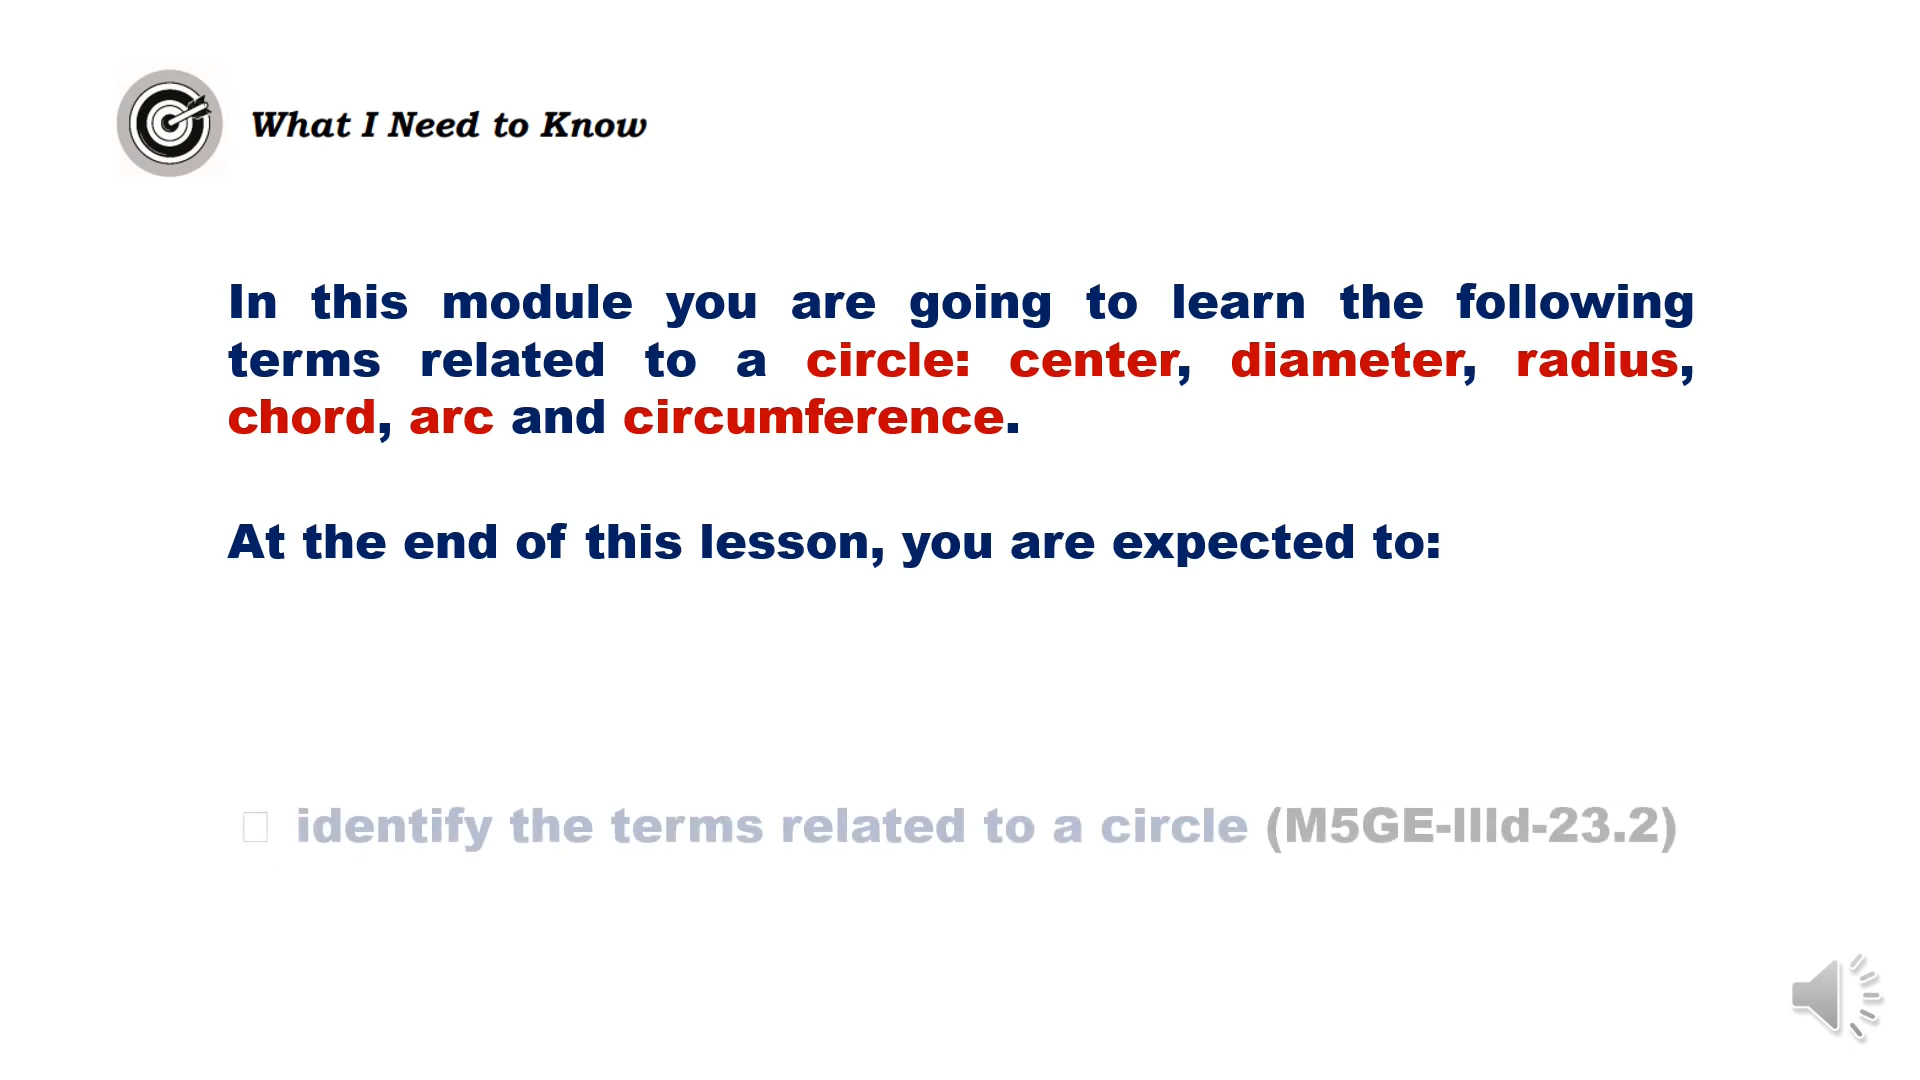 What I Need to Know
In this module you are going to learn the following
terms related to a circle: center, diameter, radius,
chord, arc and circumference.
At the end of this lesson, you are expected to:
identify the terms related to a circle (M5GE-IIId-23.2)